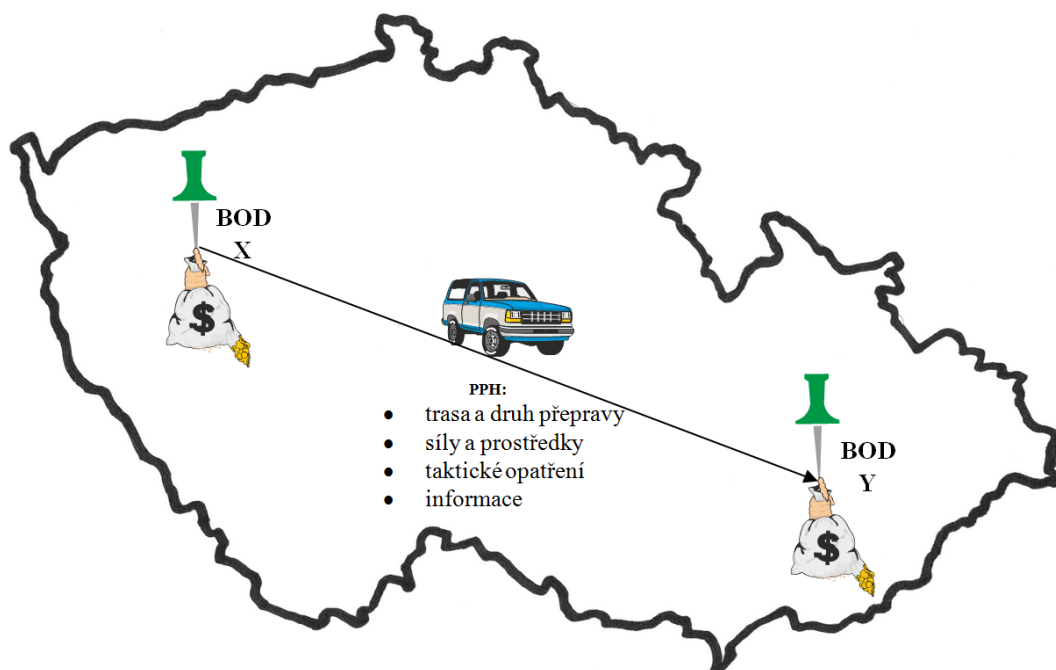 BOD
X
$
PPH:
• trasa a druh přepravy
• síly a prostředky
• taktické opatření
• informace
BOD
Y
$